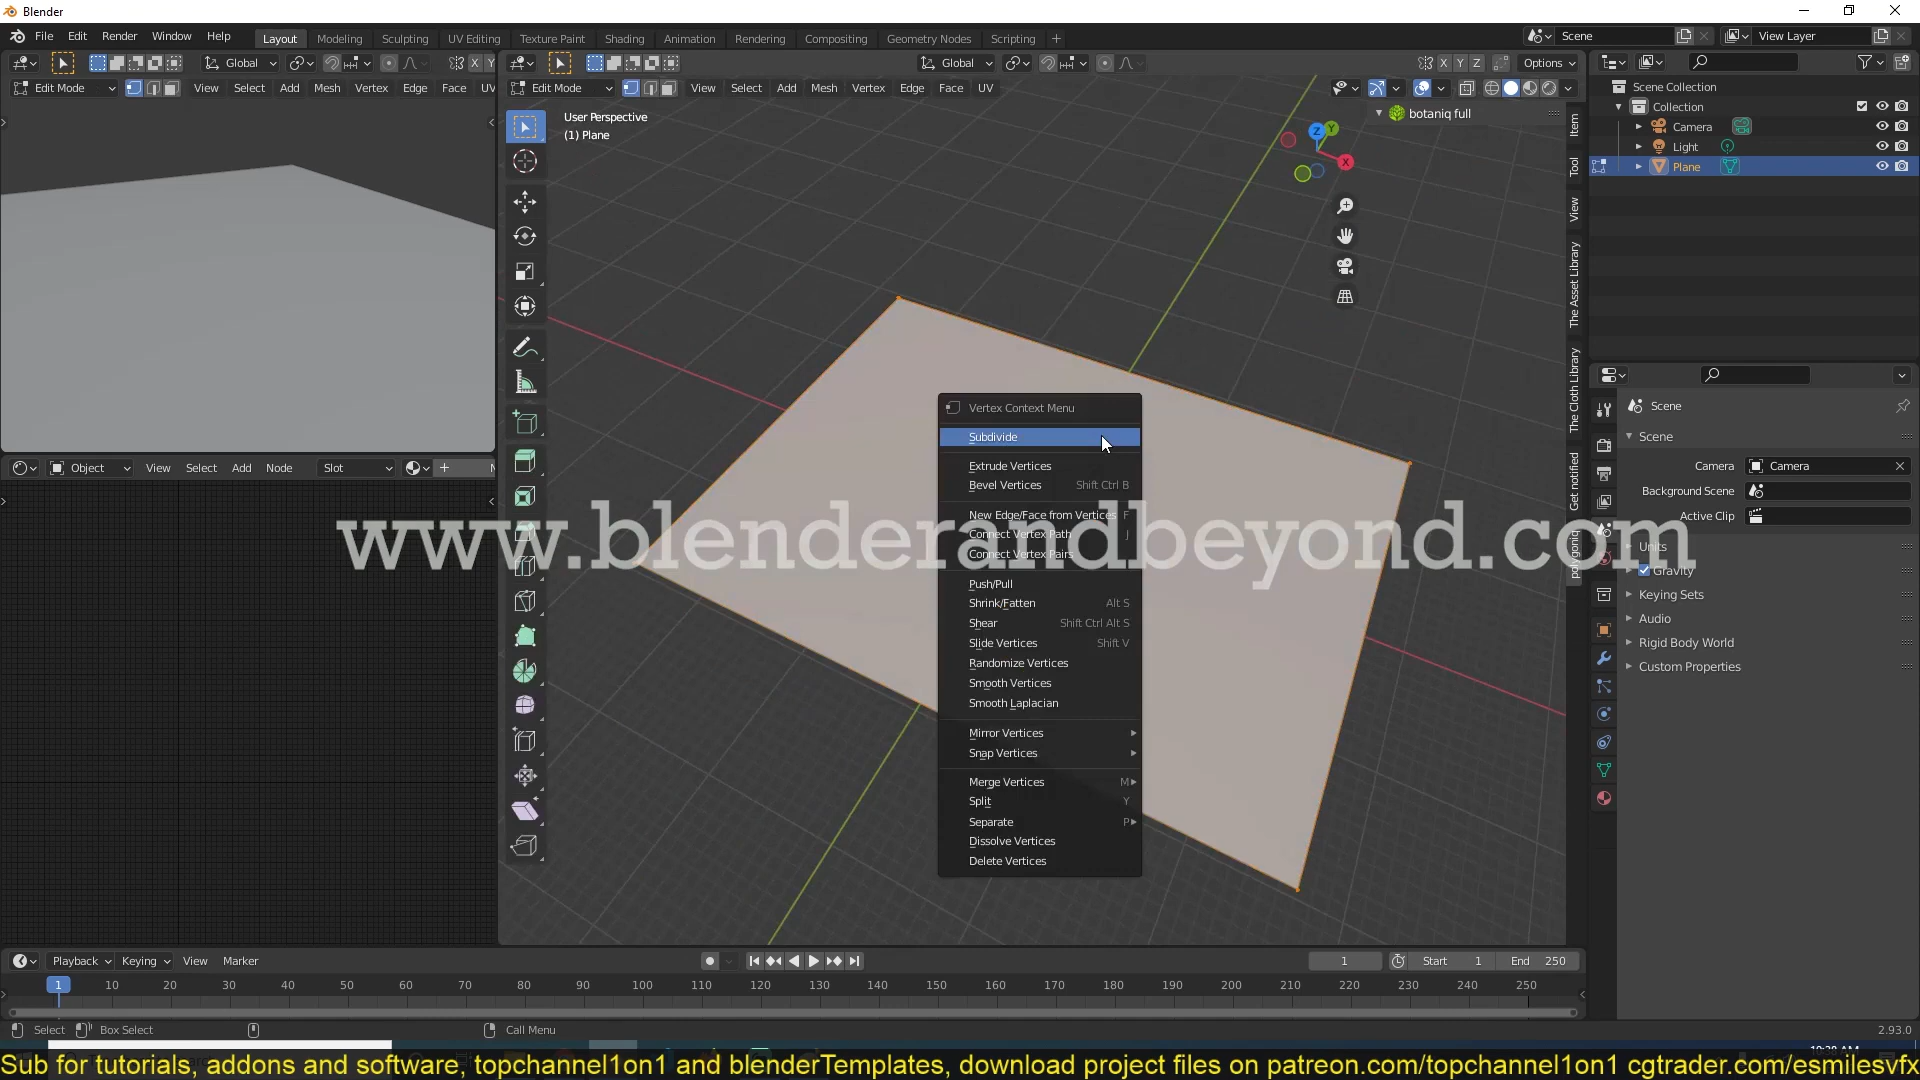 Blender
File Edit Render Window Help
Layout Modeling Sculpting UV Editing Texture Paint Shading Animation Rendering Compositing Geometry Nodes Scripting +
Scene
View Layer
Global
X Y
Global
X Y Z
Options
Edit Mode
View Select Add Mesh Vertex Edge Face UV
Edit Mode
View Select Add Mesh Vertex Edge Face UV
User Perspective
(1) Plane
botaniq full
Z
Y
X
Item
Tool
View
The Asset Library
The Cloth Library
Get notified
polygoniq
Scene Collection
Collection
Camera
Light
Plane
Vertex Context Menu
Subdivide
Extrude Vertices
Bevel Vertices Shift Ctrl B
New Edge/Face from Vertices F
Connect Vertex Path J
Connect Vertex Pairs
Push/Pull
Shrink/Fatten Alt S
Shear Shift Ctrl Alt S
Slide Vertices Shift V
Randomize Vertices
Smooth Vertices
Smooth Laplacian
Mirror Vertices
Snap Vertices
Merge Vertices M
Split Y
Separate P
Dissolve Vertices
Delete Vertices
www.blenderandbeyond.com
Scene
Scene
Camera Camera
Background Scene
Active Clip
Units
Gravity
Keying Sets
Audio
Rigid Body World
Custom Properties
Object View Select Add Node Slot
Playback Keying View Marker
1
Start 1
End 250
1 10 20 30 40 50 60 70 80 90 100 110 120 130 140 150 160 170 180 190 200 210 220 230 240 250
Select Box Select Call Menu
2.93.0
10:38 AM
Sub for tutorials, addons and software; topchannel1on1 and blenderTemplates, download project files on patreon.com/topchannel1on1 cgtrader.com/esmilesvfx